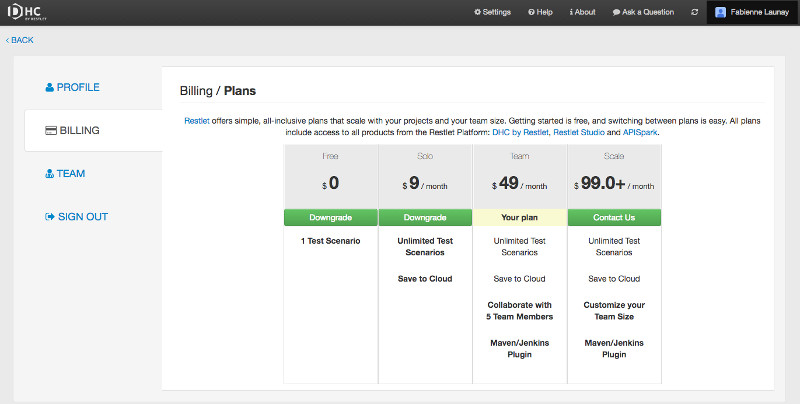 DHC
BY RESTLET
Settings
Help
About
Ask a Question
Fabienne Launay
BACK
PROFILE
BILLING
TEAM
SIGN OUT
Billing / Plans
Restlet offers simple, all-inclusive plans that scale with your projects and your team size. Getting started is free, and switching between plans is easy. All plans
include access to all products from the Restlet Platform: DHC by Restlet, Restlet Studio and APISpark.
Free
$ 0
Downgrade
1 Test Scenario
Solo
$ 9 / month
Downgrade
Unlimited Test
Scenarios
Save to Cloud
Team
$ 49 / month
Your plan
Unlimited Test
Scenarios
Save to Cloud
Collaborate with
5 Team Members
Maven/Jenkins
Plugin
Scale
$ 99.0+ / month
Contact Us
Unlimited Test
Scenarios
Save to Cloud
Customize your
Team Size
Maven/Jenkins
Plugin